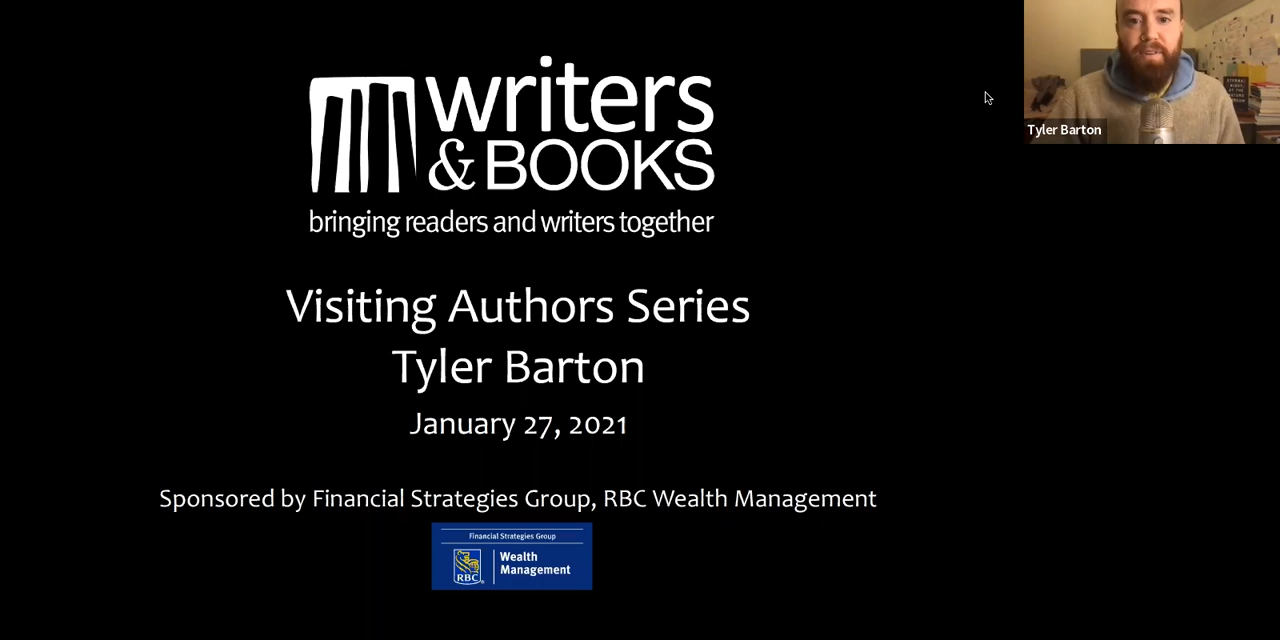 writers
& BOOKS
bringing readers and writers together
Tyler Barton
Visiting Authors Series
Tyler Barton
January 27, 2021
Sponsored by Financial Strategies Group, RBC Wealth Management
Financial Strategies Group
RBC
Wealth
Management